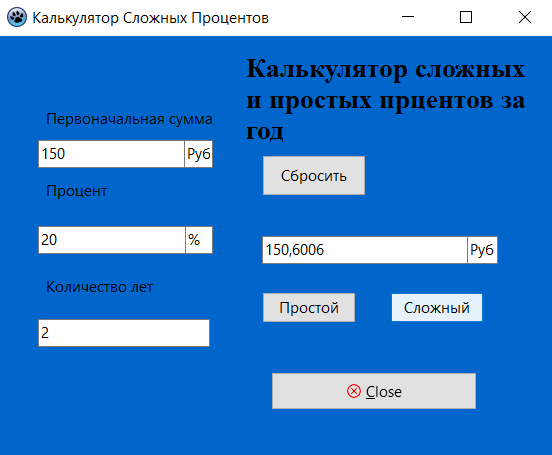 Калькулятор Сложных Процентов
Калькулятор сложных
и простых прцентов за
год
Первоначальная сумма
150 Руб
Сбросить
Процент
20 %
150,6006 Руб
Количество лет
Простой Сложный
2
Close